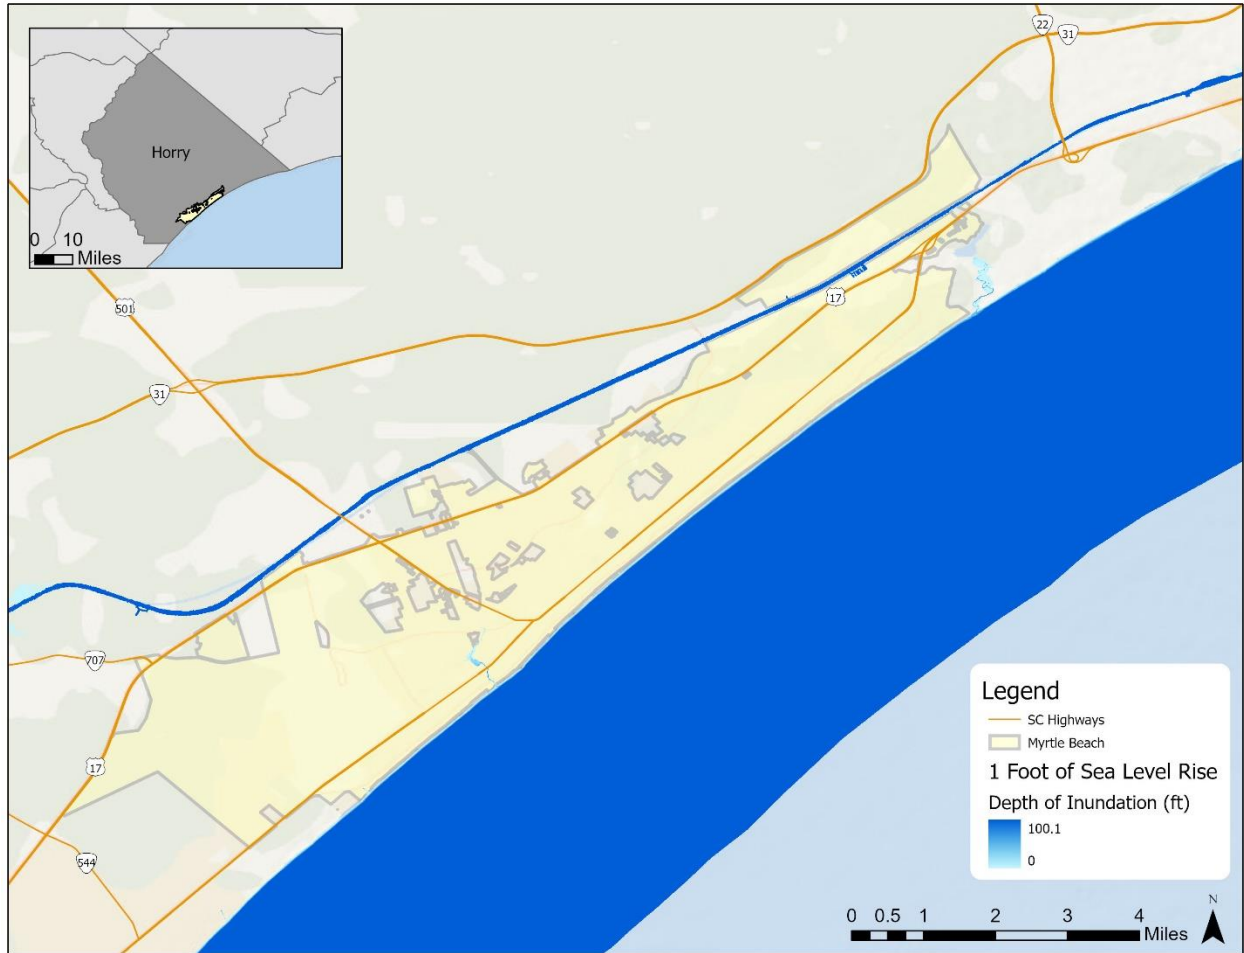 22
31
Horry
0 10
Miles
501
17
31
707
17
544
Legend
SC Highways
Myrtle Beach
1 Foot of Sea Level Rise
Depth of Inundation (ft)
100.1
0
N
0 0.5 1 2 3 4
Miles